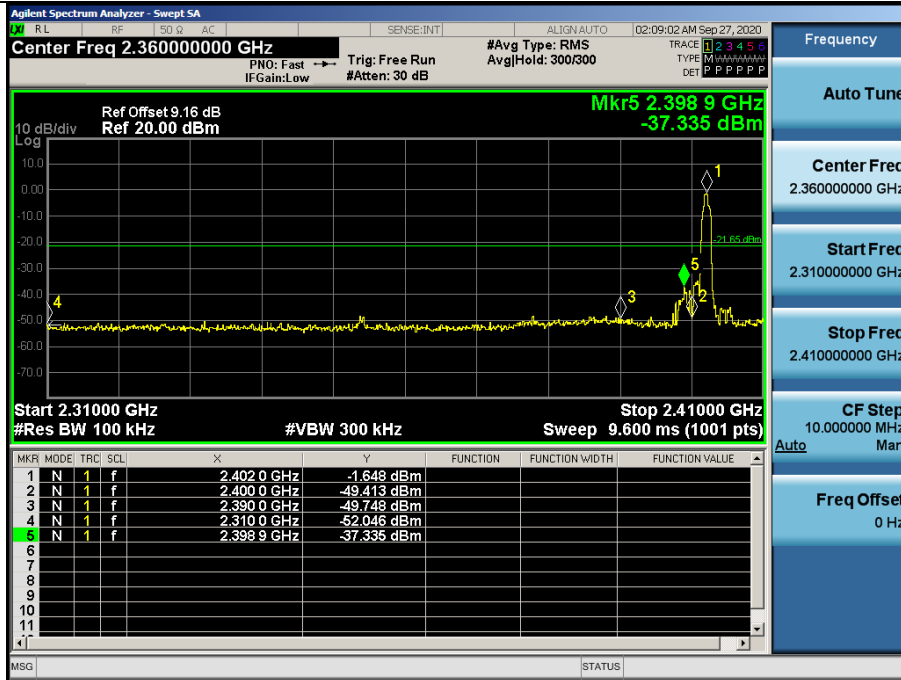 Agilent Spectrum Analyzer - Swept SA
LXI RL RF 50 Ω AC SENSE:INT ALIGN AUTO 02:09:02 AM Sep 27, 2020
Center Freq 2.360000000 GHz
PNO: Fast
IFGain:Low
Trig: Free Run
#Atten: 30 dB
#Avg Type: RMS
Avg|Hold: 300/300
TRACE 1 2 3 4 5 6
TYPE M
DET P P P P P P
Ref Offset 9.16 dB
10 dB/div Ref 20.00 dBm
Log
Mkr5 2.398 9 GHz
-37.335 dBm
10.0
0.00
-10.0
-20.0
-30.0
-40.0
-50.0
-60.0
-70.0
1
-21.65 dBm
5
4
3
2
Start 2.31000 GHz Stop 2.41000 GHz
#Res BW 100 kHz #VBW 300 kHz Sweep 9.600 ms (1001 pts)
MKR MODE TRC SCL X Y FUNCTION FUNCTION WIDTH FUNCTION VALUE
1 N 1 f 2.402 0 GHz -1.648 dBm
2 N 1 f 2.400 0 GHz -49.413 dBm
3 N 1 f 2.390 0 GHz -49.748 dBm
4 N 1 f 2.310 0 GHz -52.046 dBm
5 N 1 f 2.398 9 GHz -37.335 dBm
6
7
8
9
10
11
MSG STATUS
Frequency
Auto Tune
Center Freq
2.360000000 GHz
Start Freq
2.310000000 GHz
Stop Freq
2.410000000 GHz
CF Step
10.000000 MHz
Auto Man
Freq Offset
0 Hz